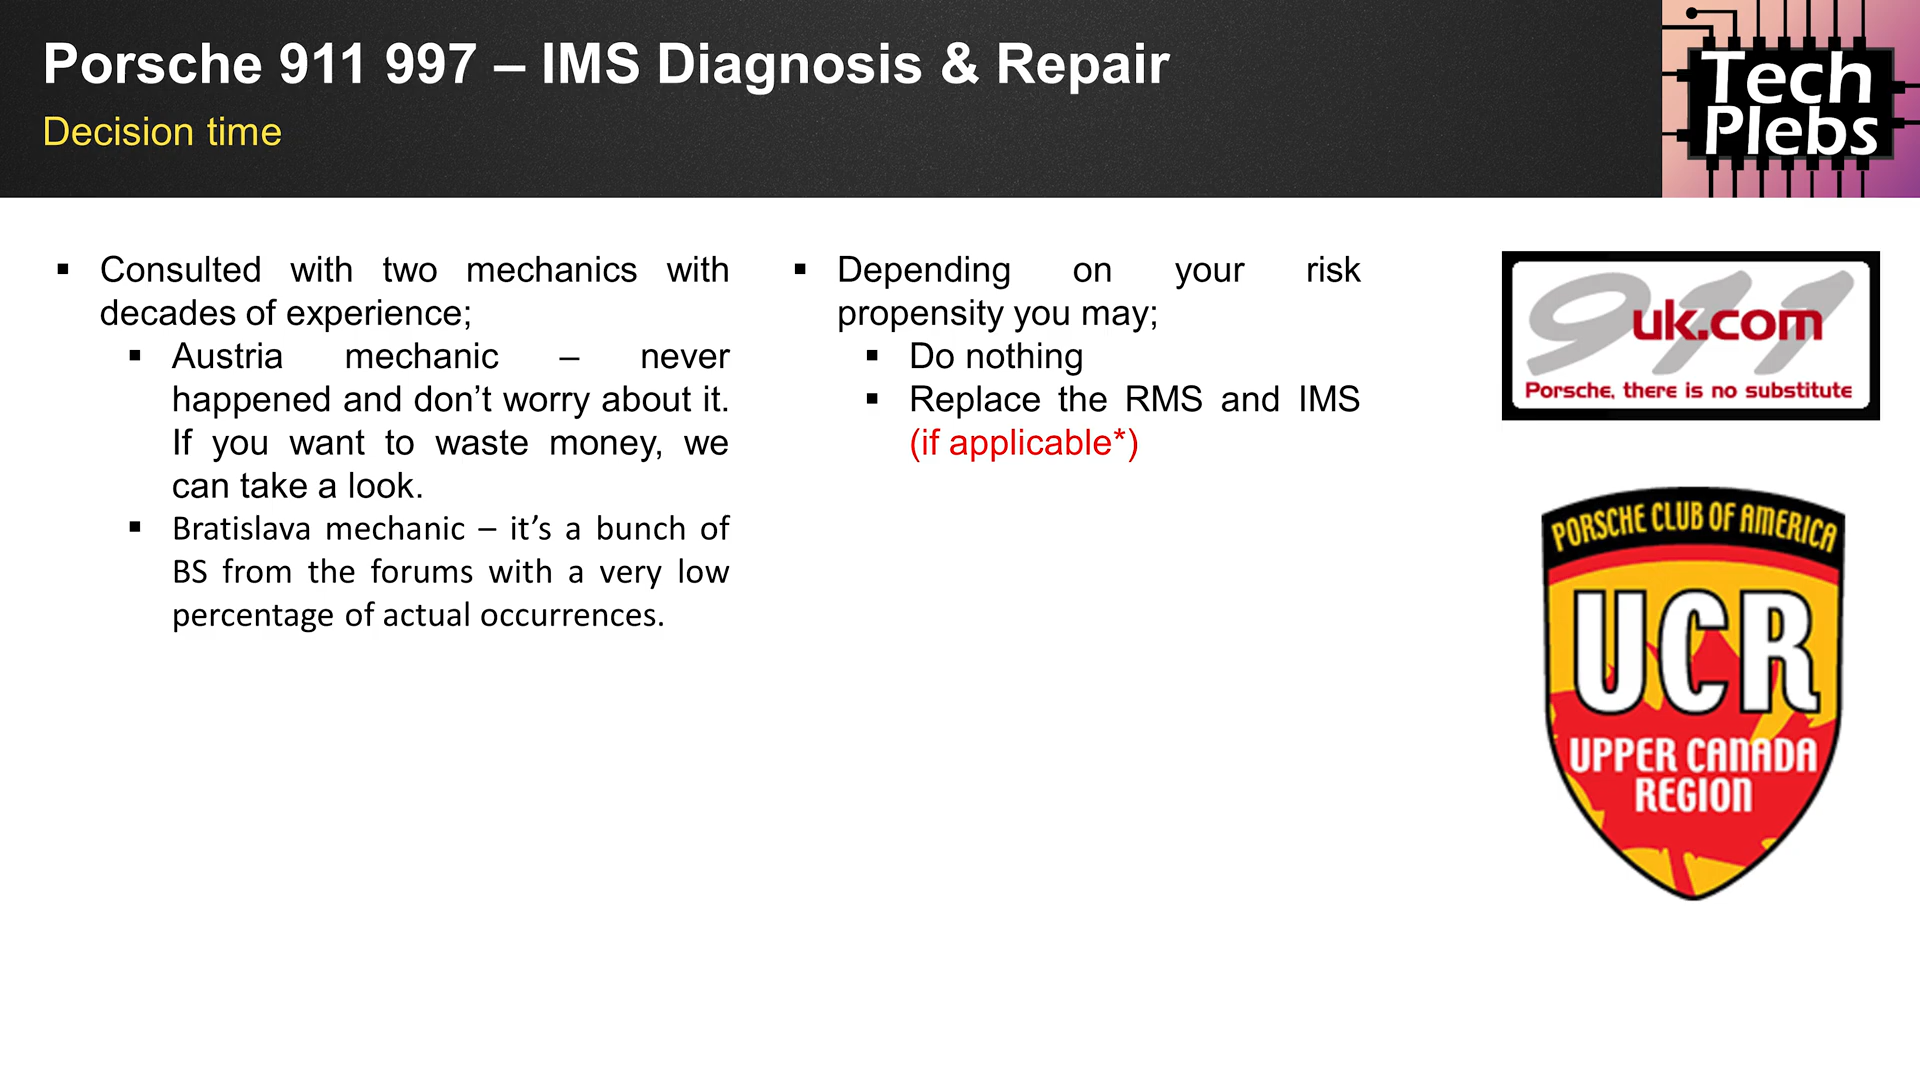 Porsche 911 997 – IMS Diagnosis & Repair
Decision time
Tech
Plebs
▪ Consulted with two mechanics with
decades of experience;
▪ Austria mechanic – never
happened and don’t worry about it.
If you want to waste money, we
can take a look.
▪ Bratislava mechanic – it’s a bunch of
BS from the forums with a very low
percentage of actual occurrences.
▪ Depending on your risk
propensity you may;
▪ Do nothing
▪ Replace the RMS and IMS
(if applicable*)
911
uk.com
Porsche, there is no substitute
PORSCHE CLUB OF AMERICA
UCR
UPPER CANADA
REGION